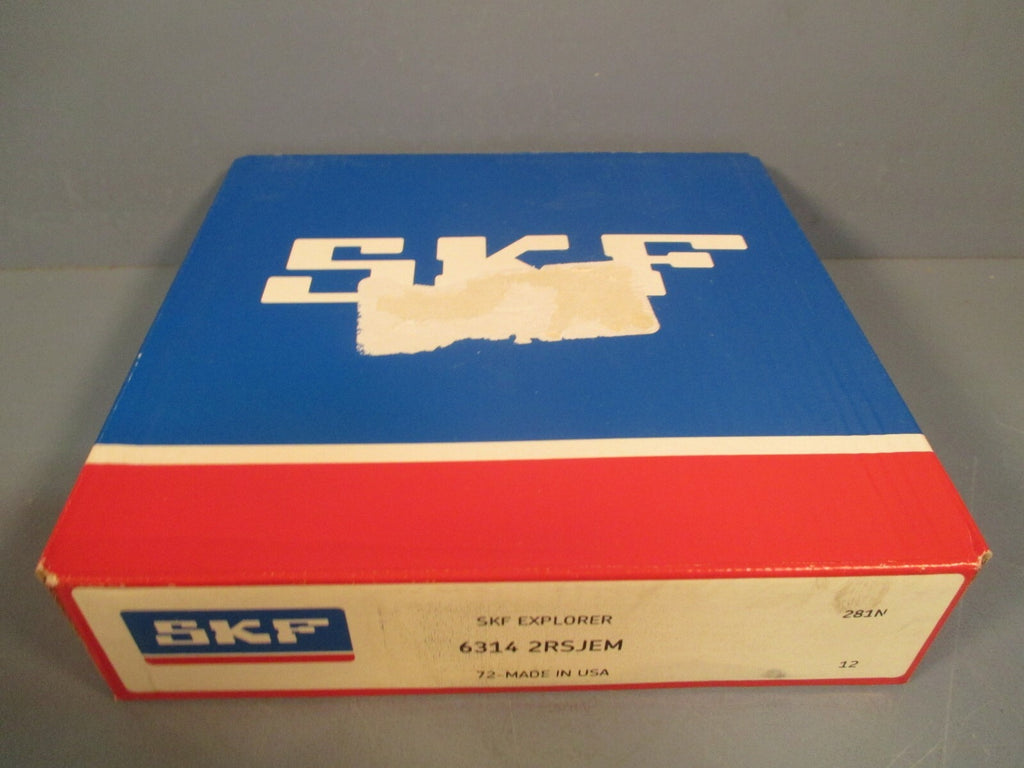 SKF
SKF
SKF EXPLORER
6314 2RSJEM
72-MADE IN USA
281N
12